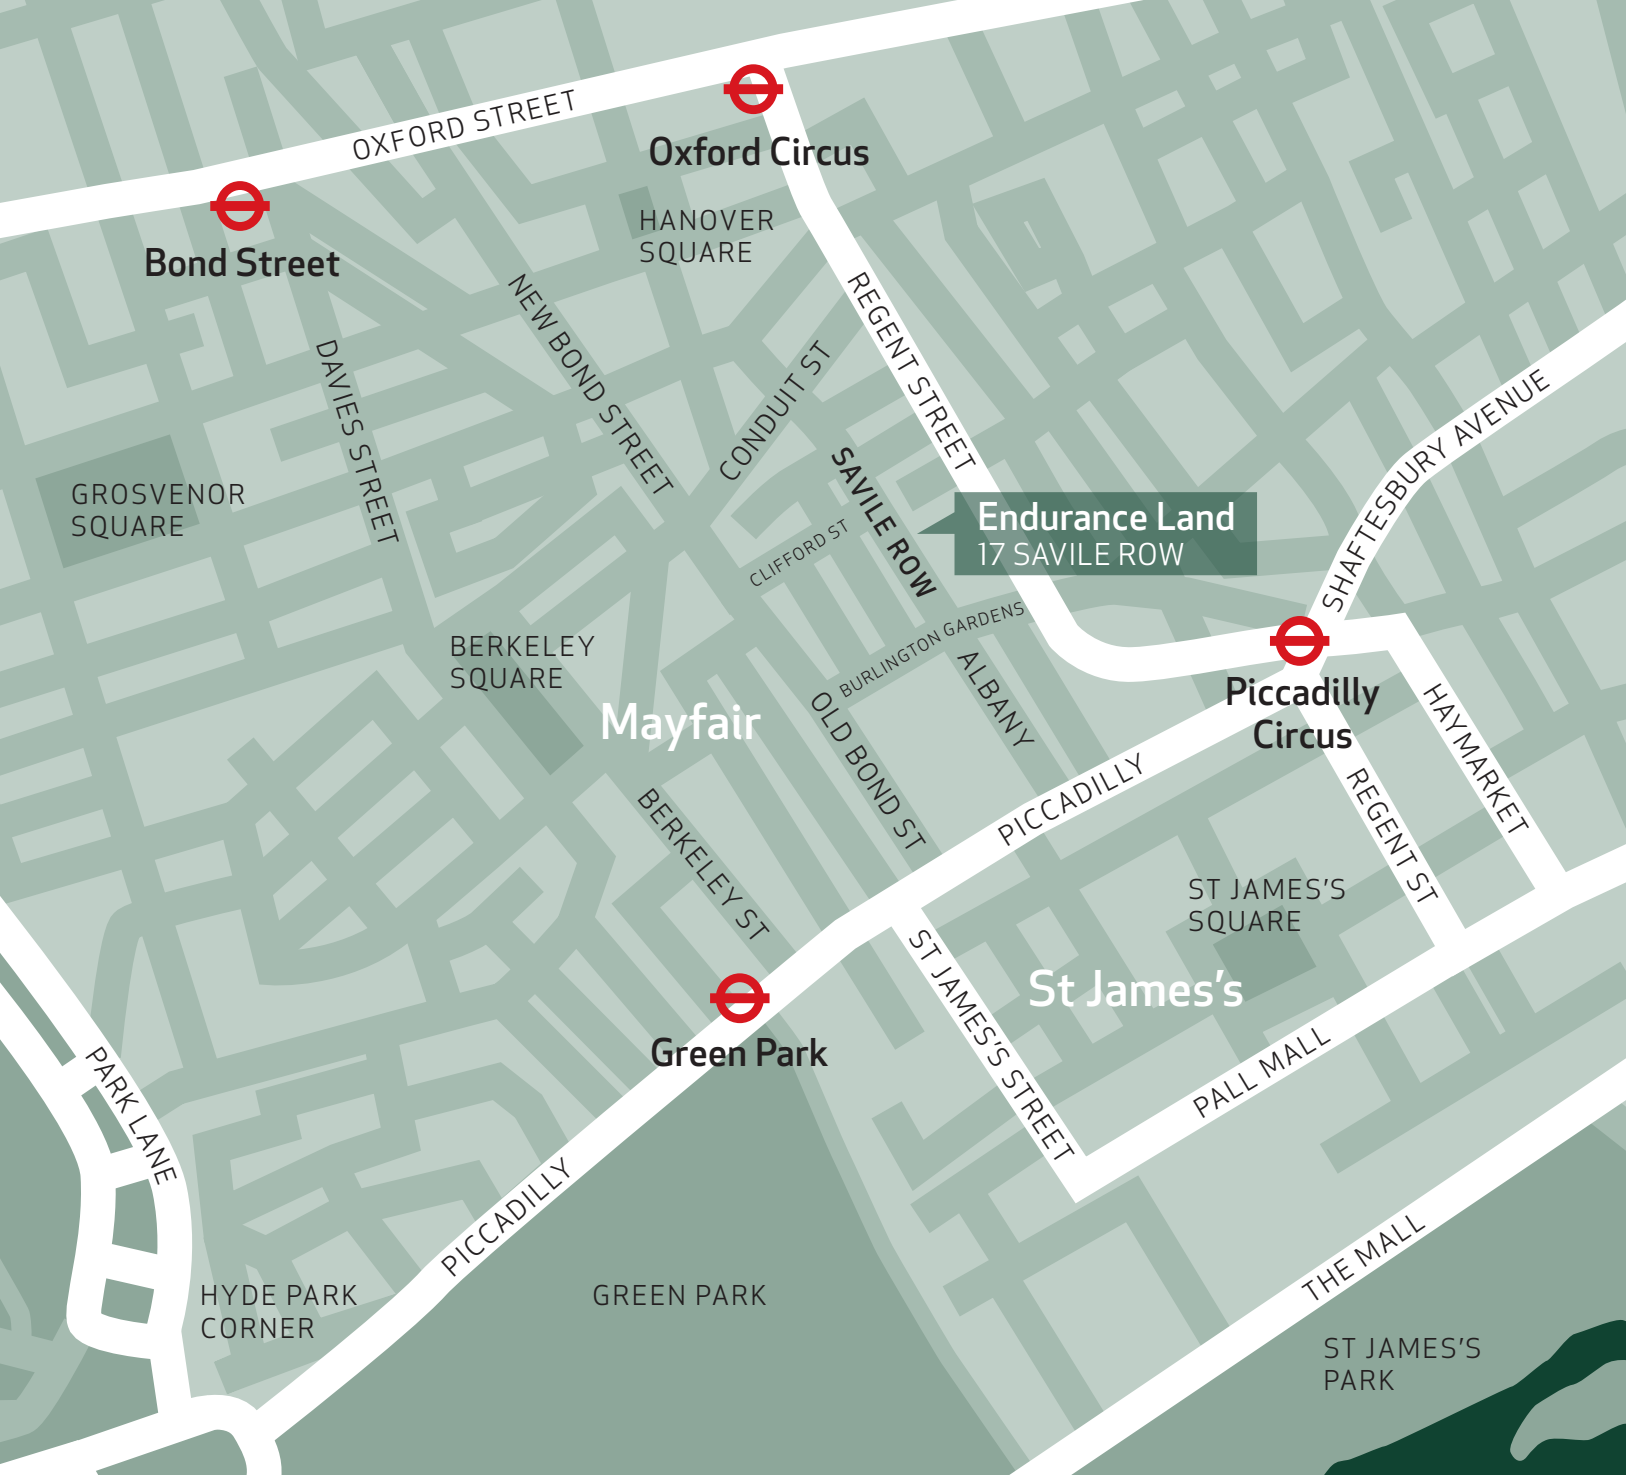 OXFORD STREET
Oxford Circus
HANOVER
SQUARE
Bond Street
NEW BOND STREET
REGENT STREET
DAVIES STREET
CONDUIT ST
SHAFTESBURY AVENUE
GROSVENOR
SQUARE
SAVILE ROW
Endurance Land
17 SAVILE ROW
CLIFFORD ST
BURLINGTON GARDENS
BERKELEY
SQUARE
Mayfair
ALBANY
OLD BOND ST
Piccadilly
Circus
HAYMARKET
PICCADILLY
REGENT ST
BERKELEY ST
ST JAMES'S
SQUARE
St James's
ST JAMES'S STREET
Green Park
PALL MALL
PARK LANE
PICCADILLY
HYDE PARK
CORNER
GREEN PARK
THE MALL
ST JAMES'S
PARK